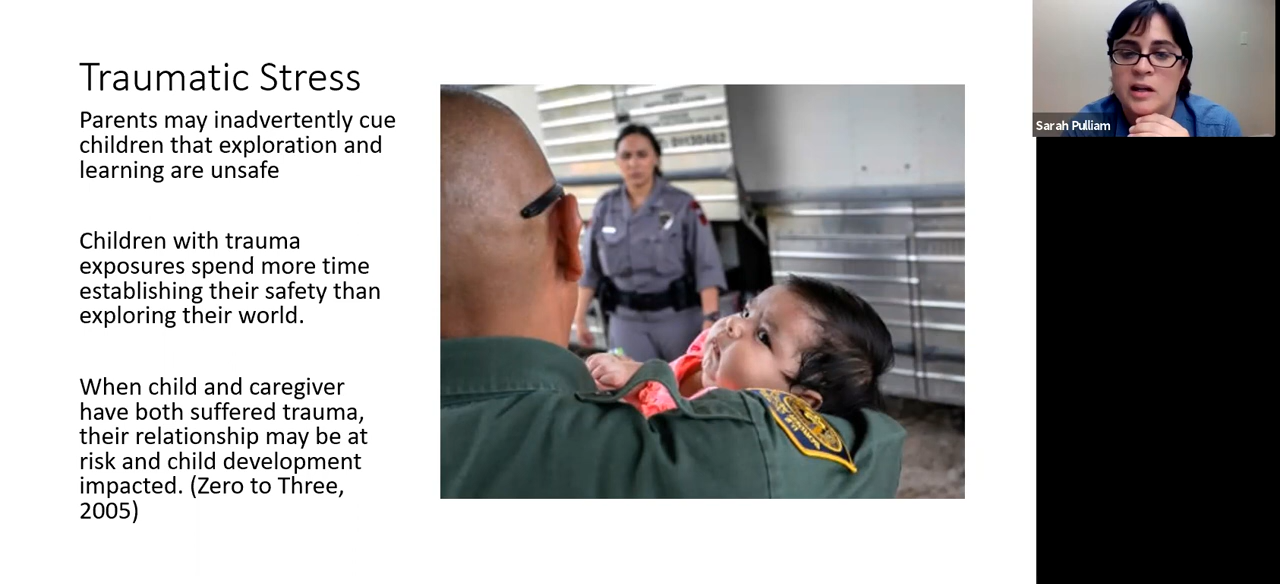 Traumatic Stress
Parents may inadvertently cue
children that exploration and
learning are unsafe
Children with trauma
exposures spend more time
establishing their safety than
exploring their world.
When child and caregiver
have both suffered trauma,
their relationship may be at
risk and child development
impacted. (Zero to Three,
2005)
Sarah Pulliam